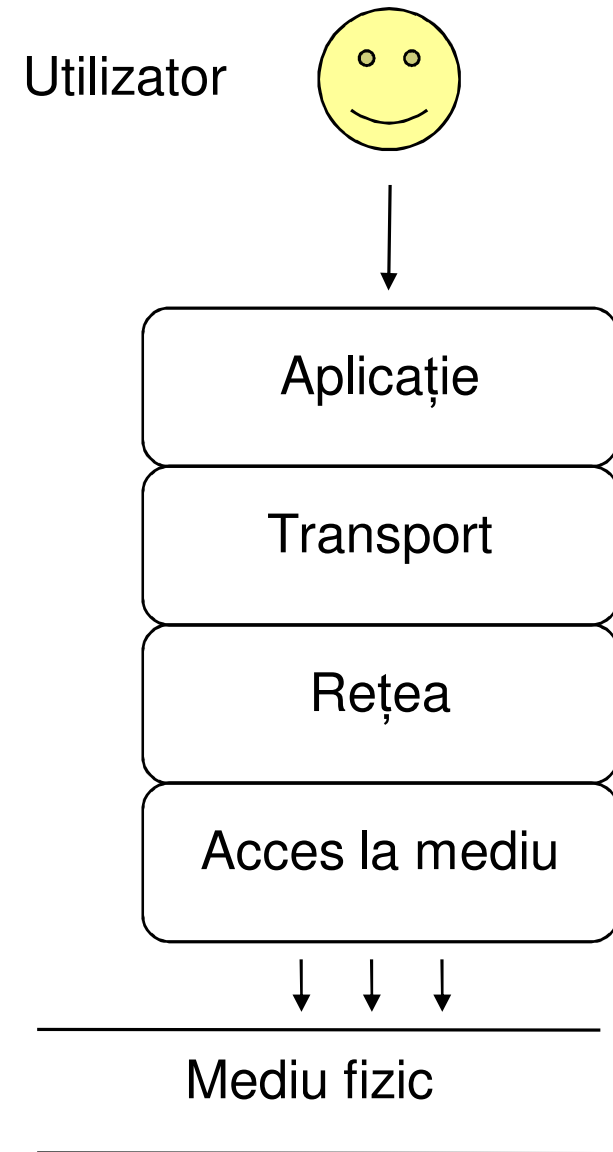 Utilizator
Aplicație
Transport
Rețea
Acces la mediu
Mediu fizic